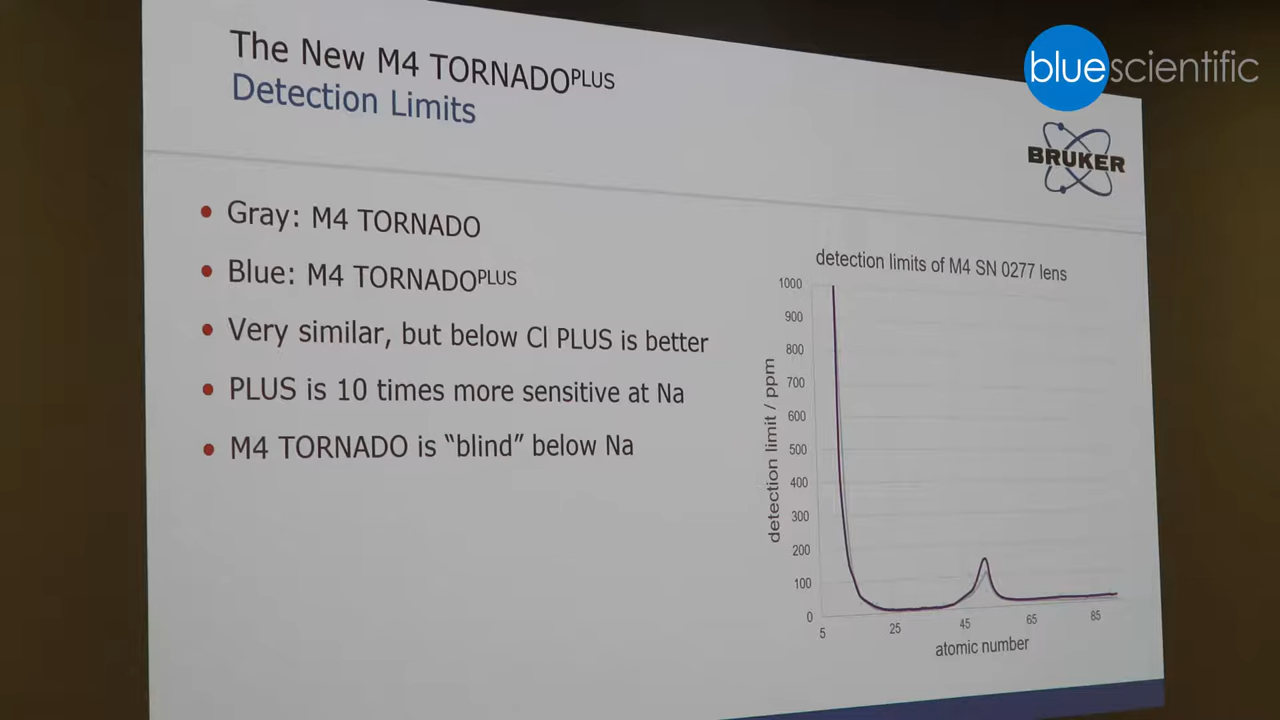 The New M4 TORNADOPLUS
Detection Limits
bluescientific
BRUKER
• Gray: M4 TORNADO
• Blue: M4 TORNADOPLUS
• Very similar, but below Cl PLUS is better
• PLUS is 10 times more sensitive at Na
• M4 TORNADO is “blind” below Na
detection limits of M4 SN 0277 lens
1000
900
800
700
600
500
400
300
200
100
0
detection limit / ppm
5 25 45 65 85
atomic number